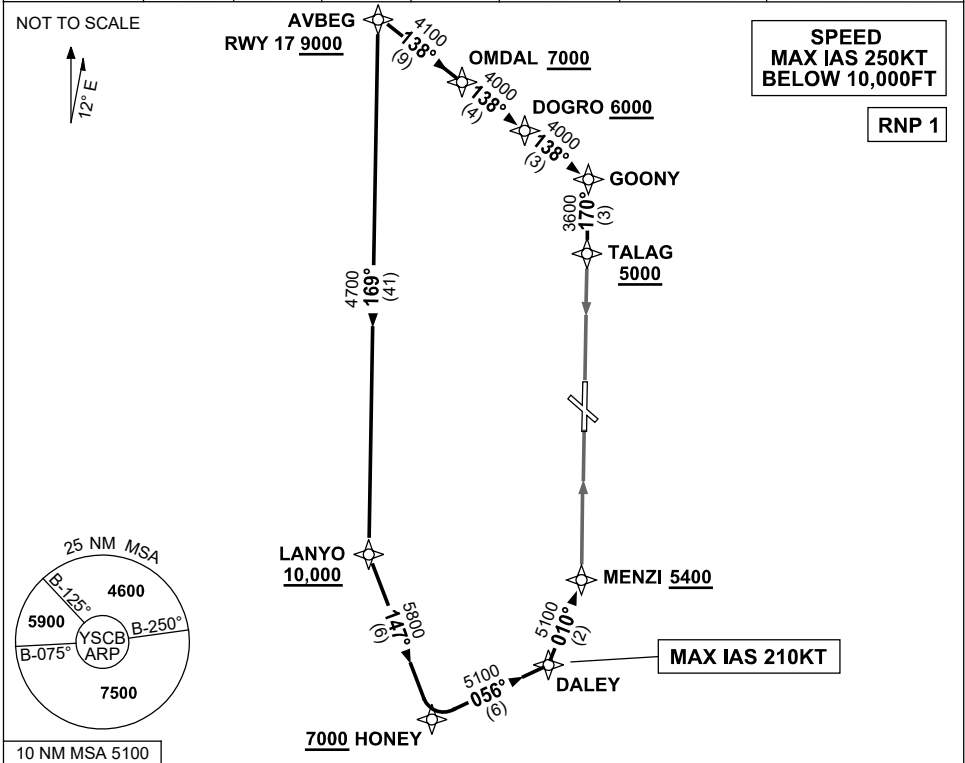 NOT TO SCALE
12° E
AVBEG
RWY 17 9000
4100
138°
(9)
OMDAL 7000
4000
138°
(4)
DOGRO 6000
4000
138°
(3)
GOONY
3600
170°
(3)
TALAG
5000
SPEED
MAX IAS 250KT
BELOW 10,000FT
RNP 1
4700
169°
(41)
LANYO
10,000
5800
147°
(6)
7000 HONEY
5100
056°
(6)
DALEY
MAX IAS 210KT
5100
010°
(2)
MENZI 5400
25 NM MSA
B-125°
4600
5900
B-250°
YSCB
ARP
B-075°
7500
10 NM MSA 5100